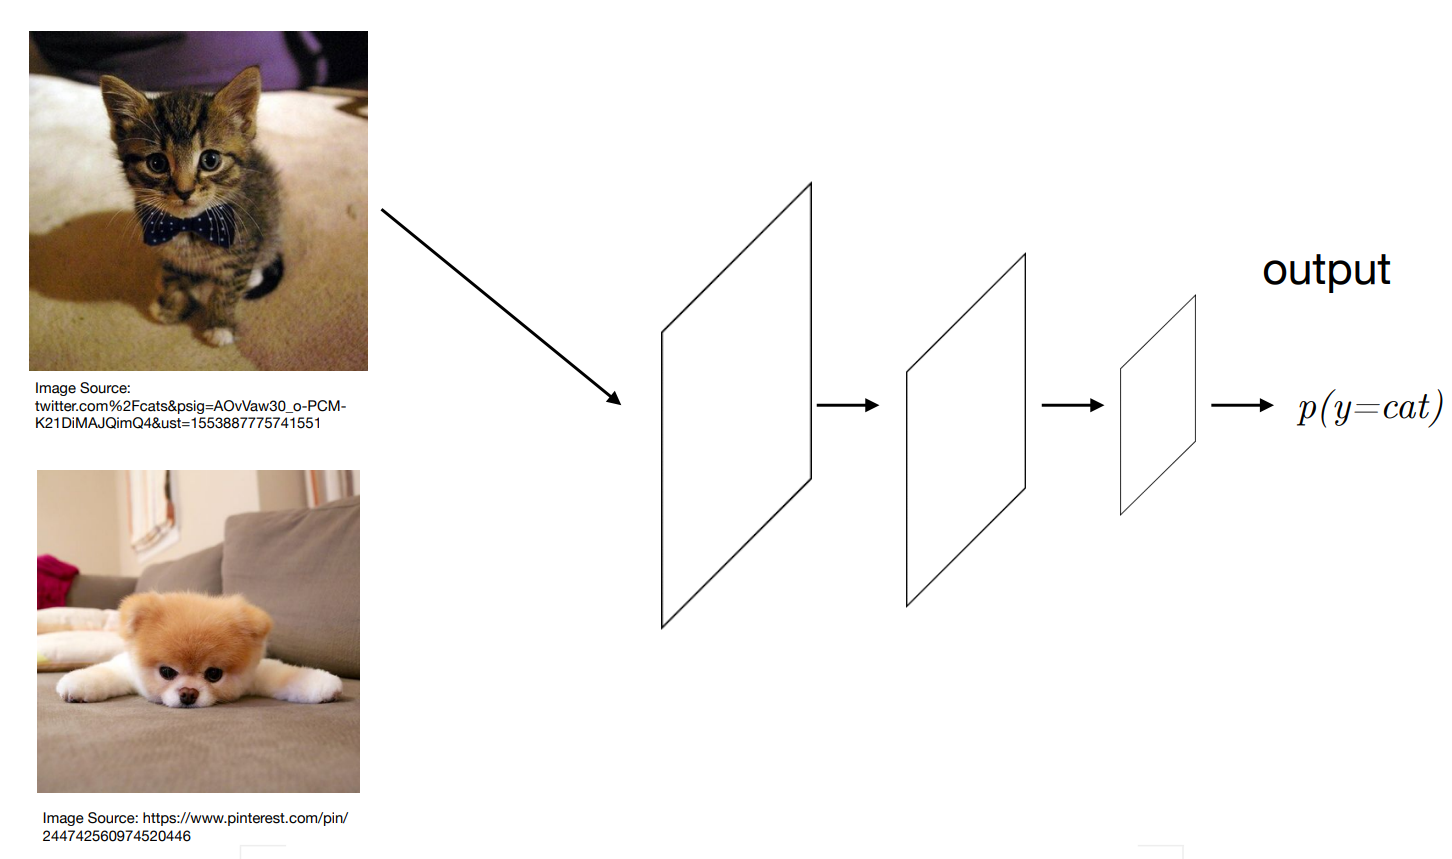 Image Source:
twitter.com%2Fcats&psig=AOvVaw30_o-PCM-
K21DiMAJQimQ4&ust=1553887775741551
output
p(y=cat)
Image Source: https://www.pinterest.com/pin/
244742560974520446